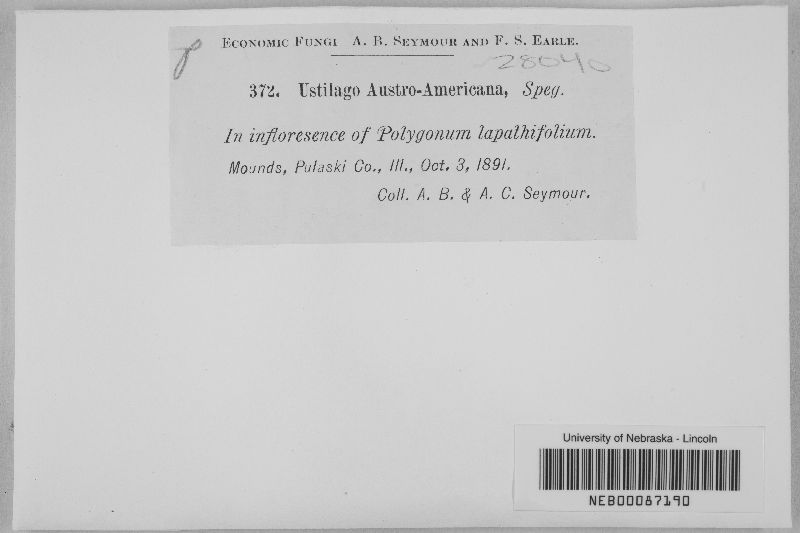 Economic Fungi A. B. Seymour and F. S. Earle.
28040
372. Ustilago Austro-Americana, Speg.
In infloresence of Polygonum lapathifolium.
Mounds, Pulaski Co., Ill., Oct. 3, 1891.
Coll. A. B. & A. C. Seymour.
University of Nebraska - Lincoln
NEB00087190